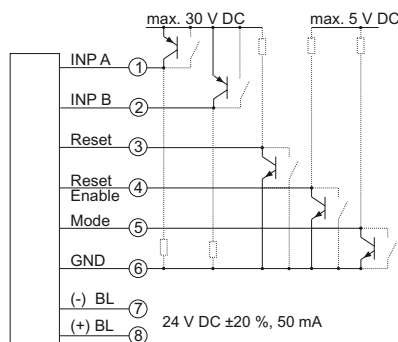 max. 30 V DC
max. 5 V DC
INP A
1
INP B
2
Reset
3
Reset
Enable
4
Mode
5
GND
6
(-) BL
7
24 V DC ±20 %, 50 mA
(+) BL
8